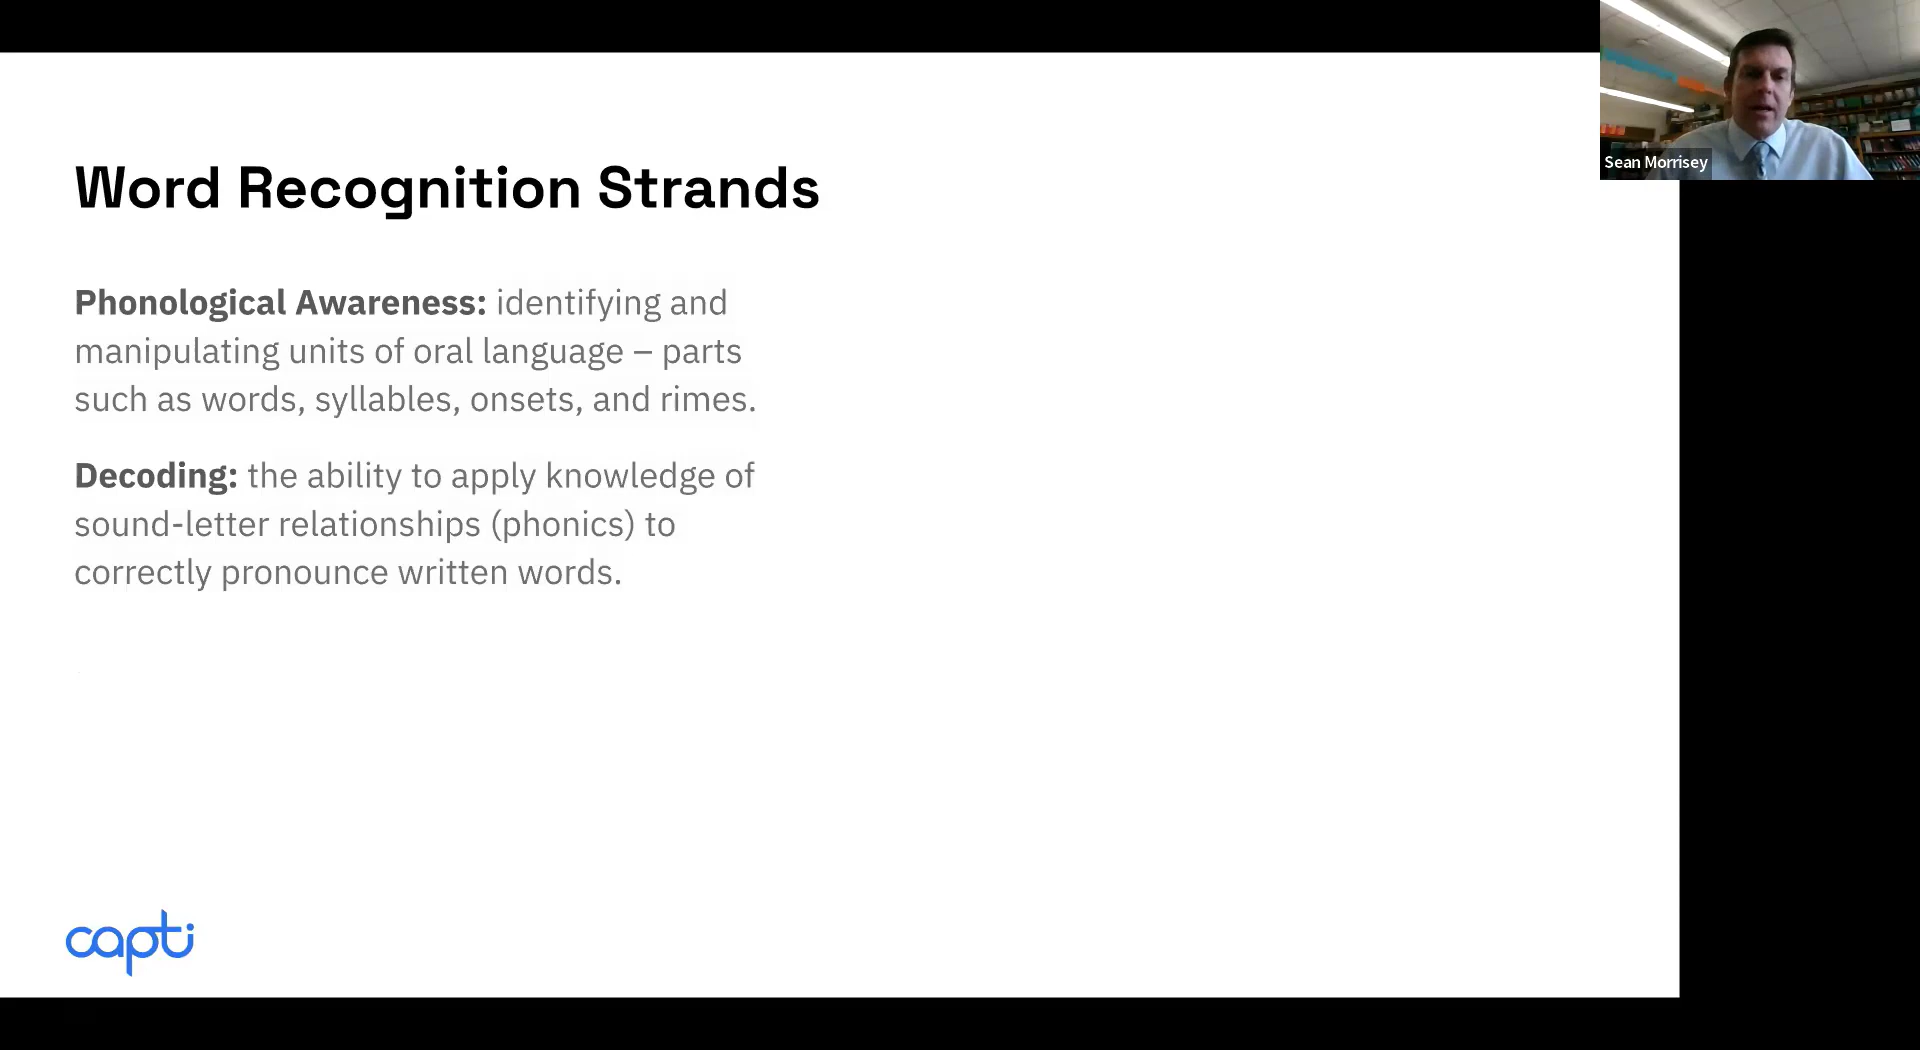 Word Recognition Strands
Phonological Awareness: identifying and
manipulating units of oral language – parts
such as words, syllables, onsets, and rimes.
Decoding: the ability to apply knowledge of
sound-letter relationships (phonics) to
correctly pronounce written words.
capti
Sean Morrisey